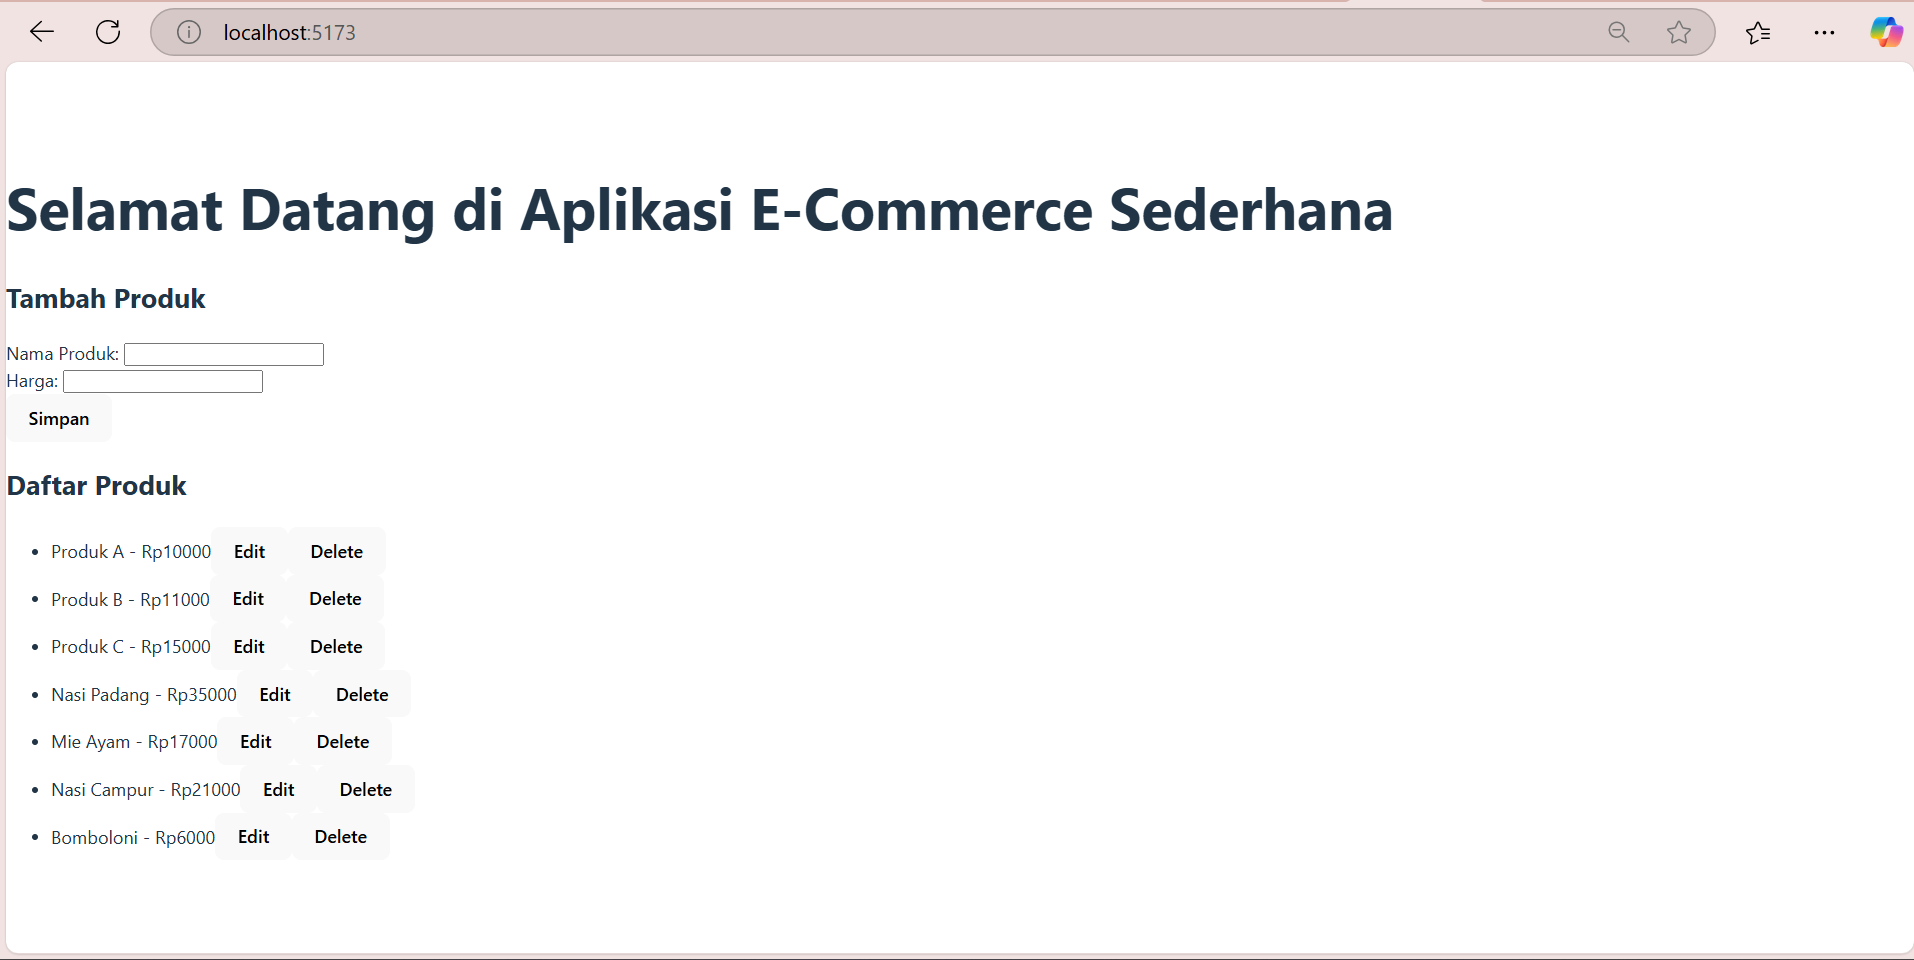 localhost:5173
Selamat Datang di Aplikasi E-Commerce Sederhana
Tambah Produk
Nama Produk:
Harga:
Simpan
Daftar Produk
• Produk A - Rp10000 Edit Delete
• Produk B - Rp11000 Edit Delete
• Produk C - Rp15000 Edit Delete
• Nasi Padang - Rp35000 Edit Delete
• Mie Ayam - Rp17000 Edit Delete
• Nasi Campur - Rp21000 Edit Delete
• Bomboloni - Rp6000 Edit Delete